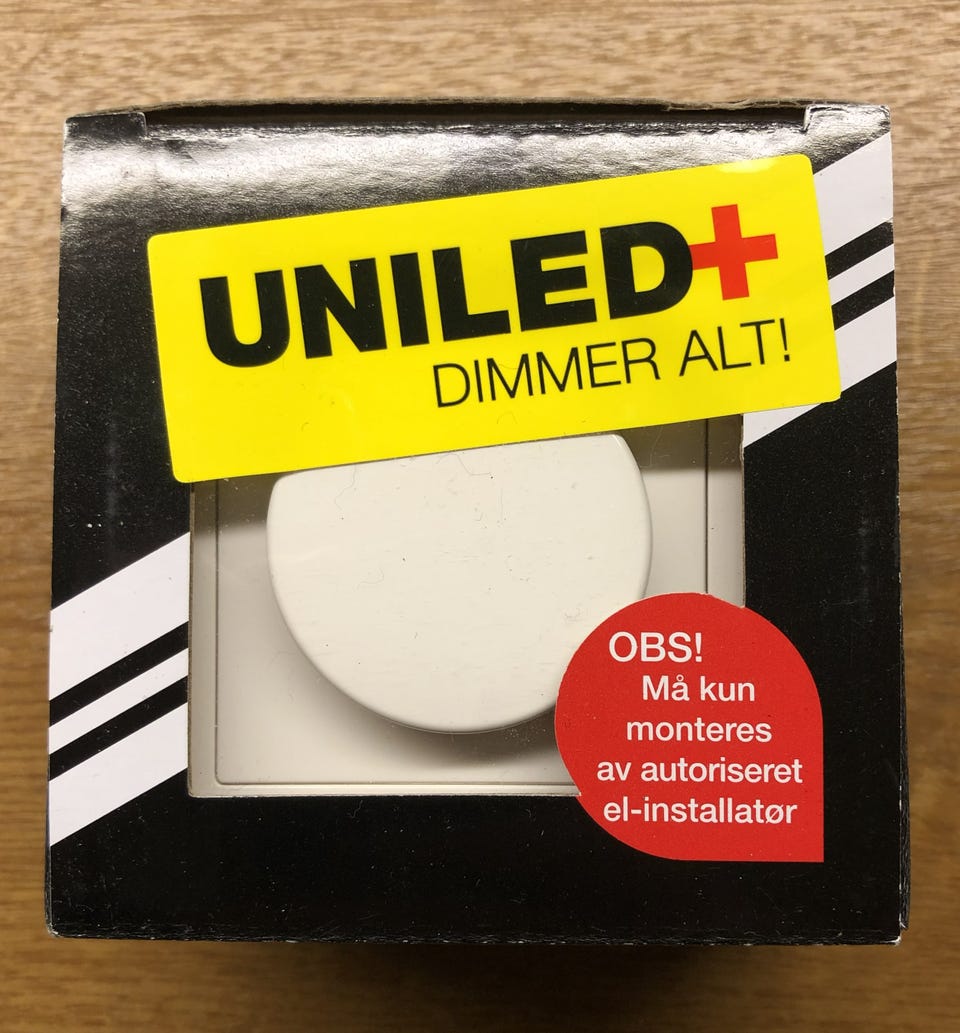 UNILED+
DIMMER ALT!
OBS!
Må kun
monteres
av autoriseret
el-installatør